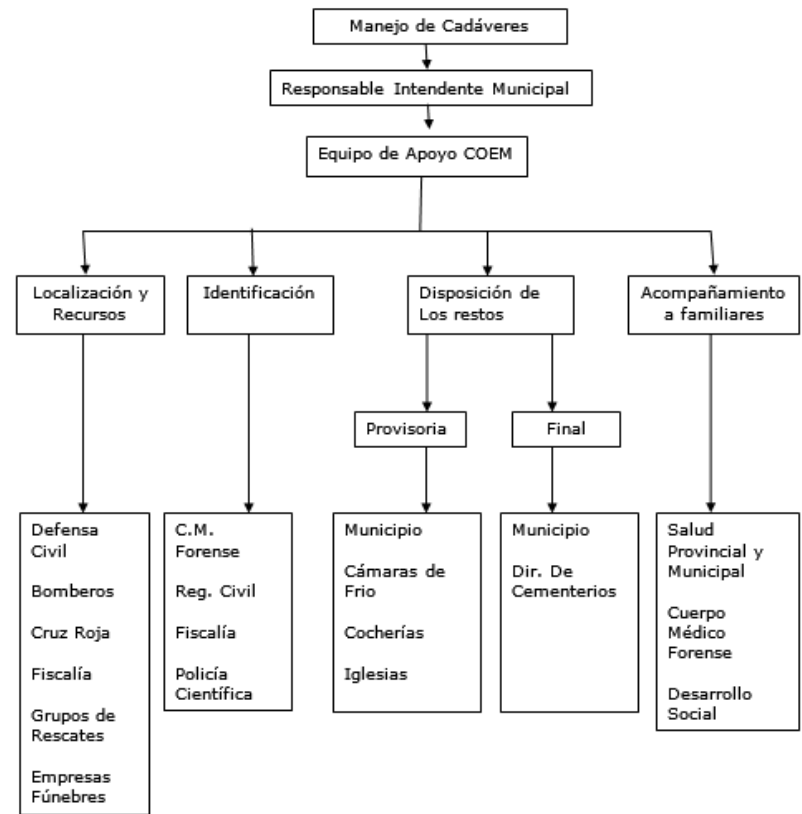 Manejo de Cadáveres
Responsable Intendente Municipal
Equipo de Apoyo COEM
Localización y
Recursos
Identificación
Disposición de
Los restos
Acompañamiento
a familiares
Provisoria
Final
Defensa
Civil
Bomberos
Cruz Roja
Fiscalía
Grupos de
Rescates
Empresas
Fúnebres
C.M.
Forense
Reg. Civil
Fiscalía
Policía
Científica
Municipio
Cámaras de
Frio
Cocherías
Iglesias
Municipio
Dir. De
Cementerios
Salud
Provincial y
Municipal
Cuerpo
Médico
Forense
Desarrollo
Social